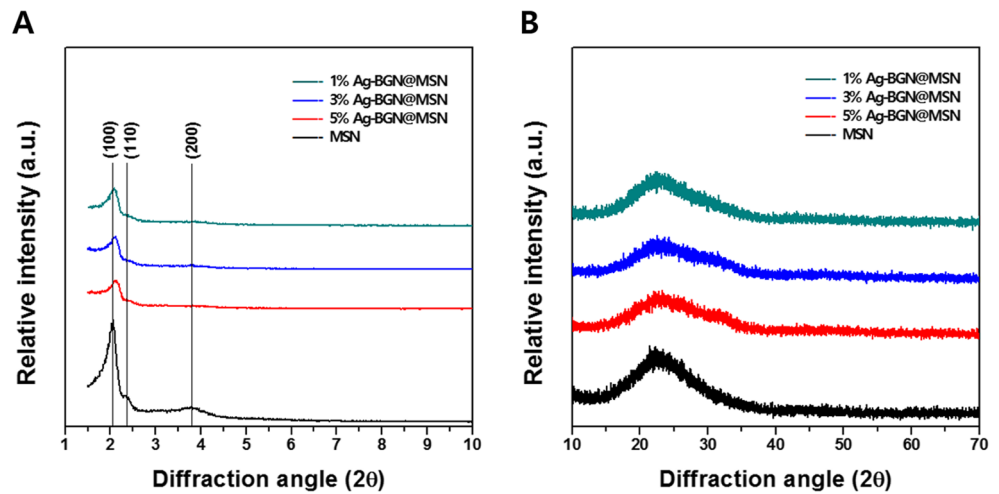 A
Relative intensity (a.u.)
1% Ag-BGN@MSN
3% Ag-BGN@MSN
5% Ag-BGN@MSN
MSN
(100)
(110)
(200)
1 2 3 4 5 6 7 8 9 10
Diffraction angle (2θ)
B
Relative intensity (a.u.)
1% Ag-BGN@MSN
3% Ag-BGN@MSN
5% Ag-BGN@MSN
MSN
10 20 30 40 50 60 70
Diffraction angle (2θ)